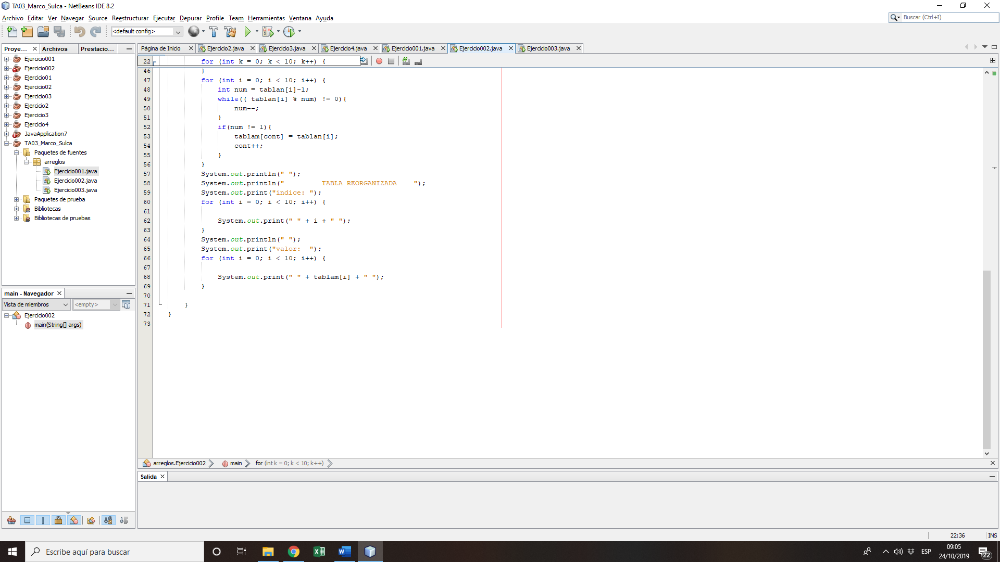 TA03_Marco_Sulca - NetBeans IDE 8.2
Archivo Editar Ver Navegar Source Reestructurar Ejecutar Depurar Profile Team Herramientas Ventana Ayuda
Buscar (Ctrl+I)
<default config>
Proye... Archivos Prestacio...
Ejercicio001
Ejercicio002
Ejercicio01
Ejercicio02
Ejercicio03
Ejercicio2
Ejercicio3
Ejercicio4
JavaApplication7
TA03_Marco_Sulca
Paquetes de fuentes
arreglos
Ejercicio001.java
Ejercicio002.java
Ejercicio003.java
Paquetes de prueba
Bibliotecas
Bibliotecas de pruebas
main - Navegador
Vista de miembros <empty>
Ejercicio002
main(String[] args)
Página de Inicio Ejercicio2.java Ejercicio3.java Ejercicio4.java Ejercicio001.java Ejercicio002.java Ejercicio003.java
22 for (int k = 0; k < 10; k++) {
46 }
47 for (int i = 0; i < 10; i++) {
48 int num = tablan[i]-1;
49 while(( tablan[i] % num) != 0){
50 num--;
51 }
52 if(num != 1){
53 tablam[cont] = tablan[i];
54 cont++;
55 }
56 }
57 System.out.println(" ");
58 System.out.println("         TABLA REORGANIZADA    ");
59 System.out.print("indice: ");
60 for (int i = 0; i < 10; i++) {
61
62 System.out.print(" " + i + " ");
63 }
64 System.out.println(" ");
65 System.out.print("valor:  ");
66 for (int i = 0; i < 10; i++) {
67
68 System.out.print(" " + tablam[i] + " ");
69 }
70
71 }
72 }
73
arreglos.Ejercicio002 main for (int k = 0; k < 10; k++)
Salida
22:36 INS
Escribe aquí para buscar
ESP
09:05
24/10/2019
22